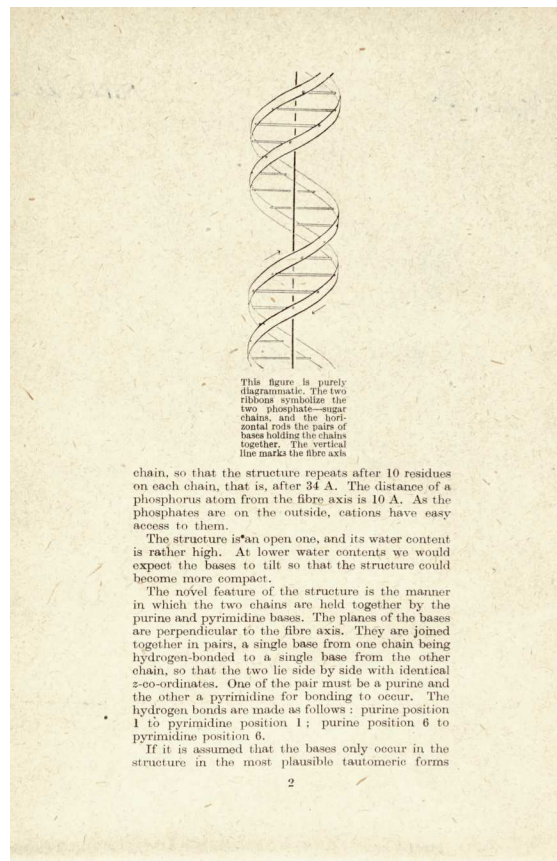 This figure is purely
diagrammatic. The two
ribbons symbolize the
two phosphate—sugar
chains, and the hori-
zontal rods the pairs of
bases holding the chains
together. The vertical
line marks the fibre axis
chain, so that the structure repeats after 10 residues
on each chain, that is, after 34 A. The distance of a
phosphorus atom from the fibre axis is 10 A. As the
phosphates are on the outside, cations have easy
access to them.
The structure is an open one, and its water content
is rather high. At lower water contents we would
expect the bases to tilt so that the structure could
become more compact.
The novel feature of the structure is the manner
in which the two chains are held together by the
purine and pyrimidine bases. The planes of the bases
are perpendicular to the fibre axis. They are joined
together in pairs, a single base from one chain being
hydrogen-bonded to a single base from the other
chain, so that the two lie side by side with identical
z-co-ordinates. One of the pair must be a purine and
the other a pyrimidine for bonding to occur. The
hydrogen bonds are made as follows : purine position
1 to pyrimidine position 1 ; purine position 6 to
pyrimidine position 6.
If it is assumed that the bases only occur in the
structure in the most plausible tautomeric forms
2